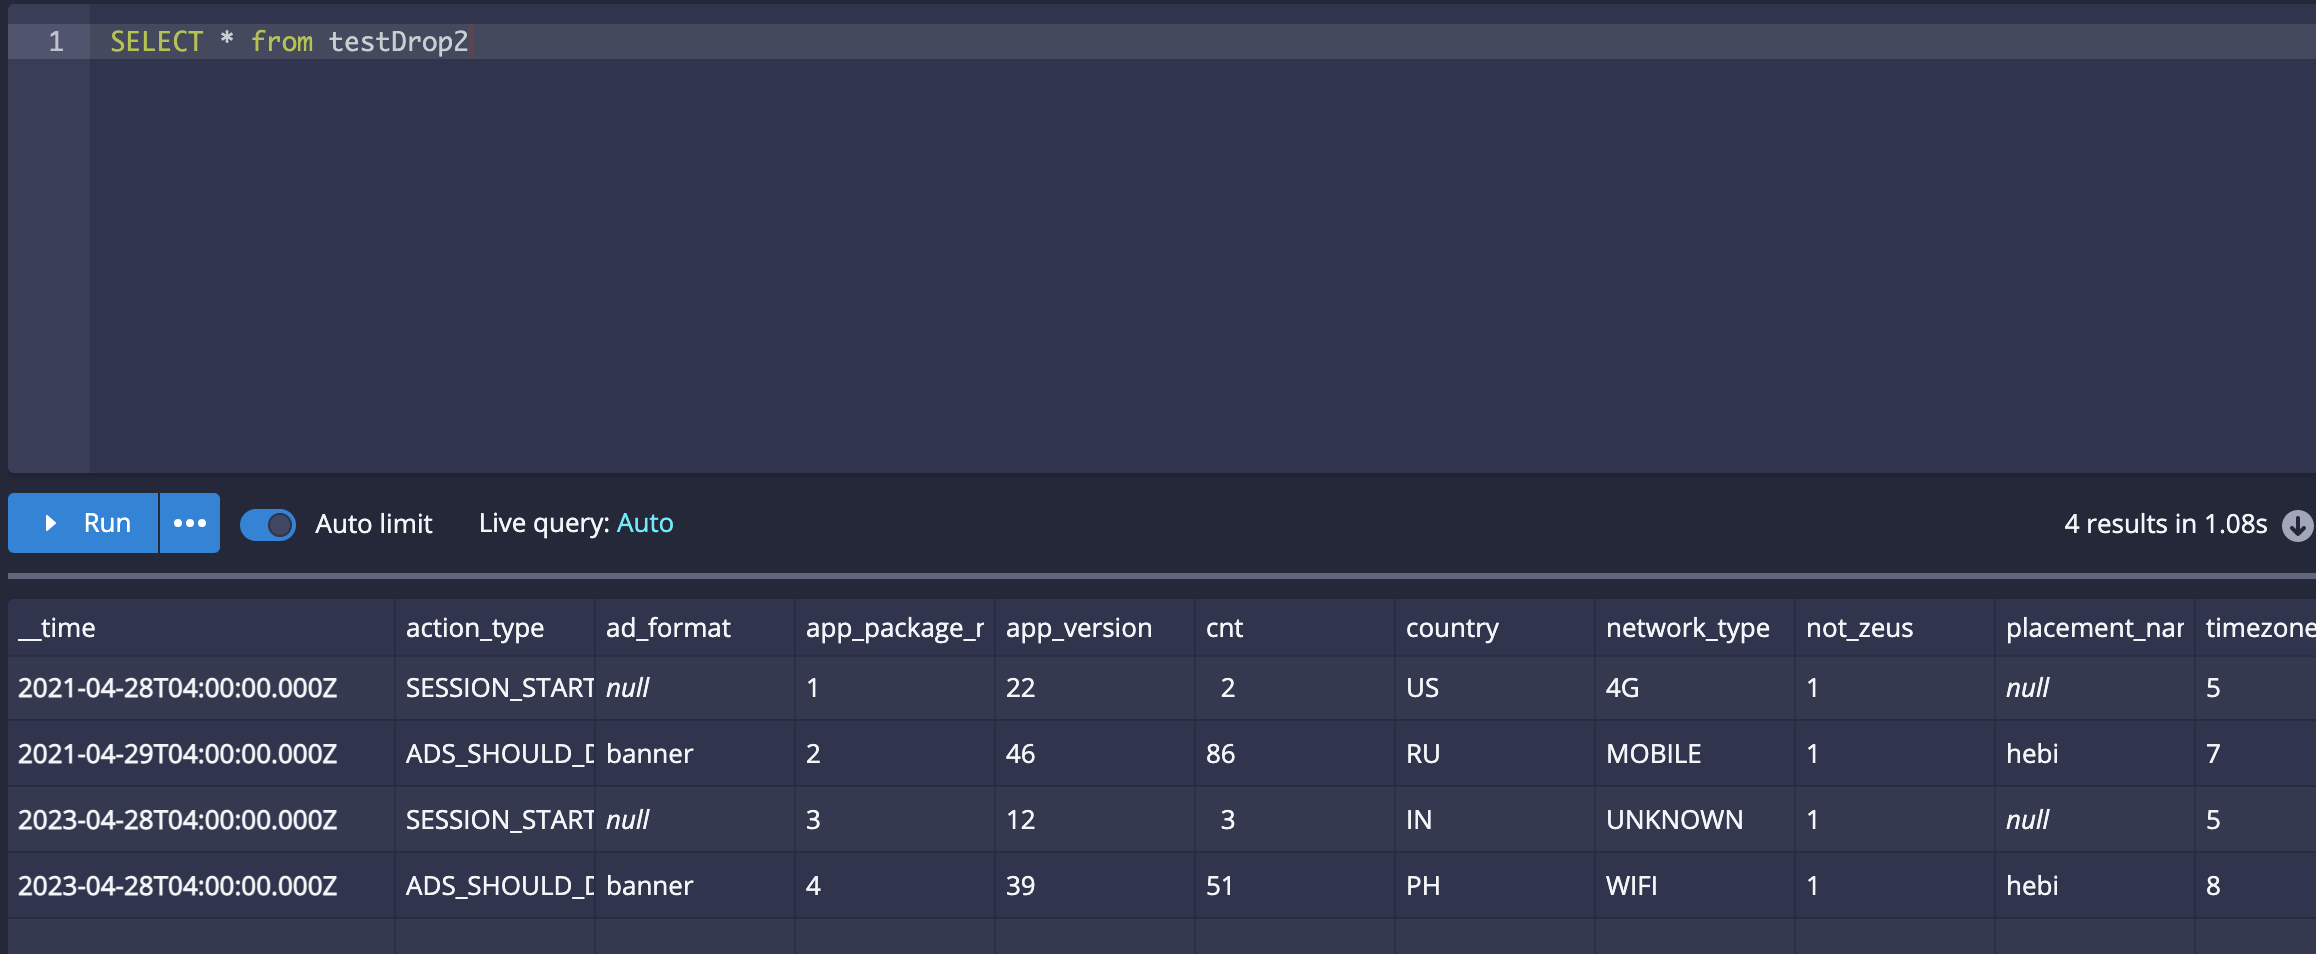 1 SELECT * from testDrop2
Run ••• Auto limit Live query: Auto 4 results in 1.08s
__time action_type ad_format app_package_r app_version cnt country network_type not_zeus placement_nar timezone
2021-04-28T04:00:00.000Z SESSION_START null 1 22 2 US 4G 1 null 5
2021-04-29T04:00:00.000Z ADS_SHOULD_D banner 2 46 86 RU MOBILE 1 hebi 7
2023-04-28T04:00:00.000Z SESSION_START null 3 12 3 IN UNKNOWN 1 null 5
2023-04-28T04:00:00.000Z ADS_SHOULD_D banner 4 39 51 PH WIFI 1 hebi 8